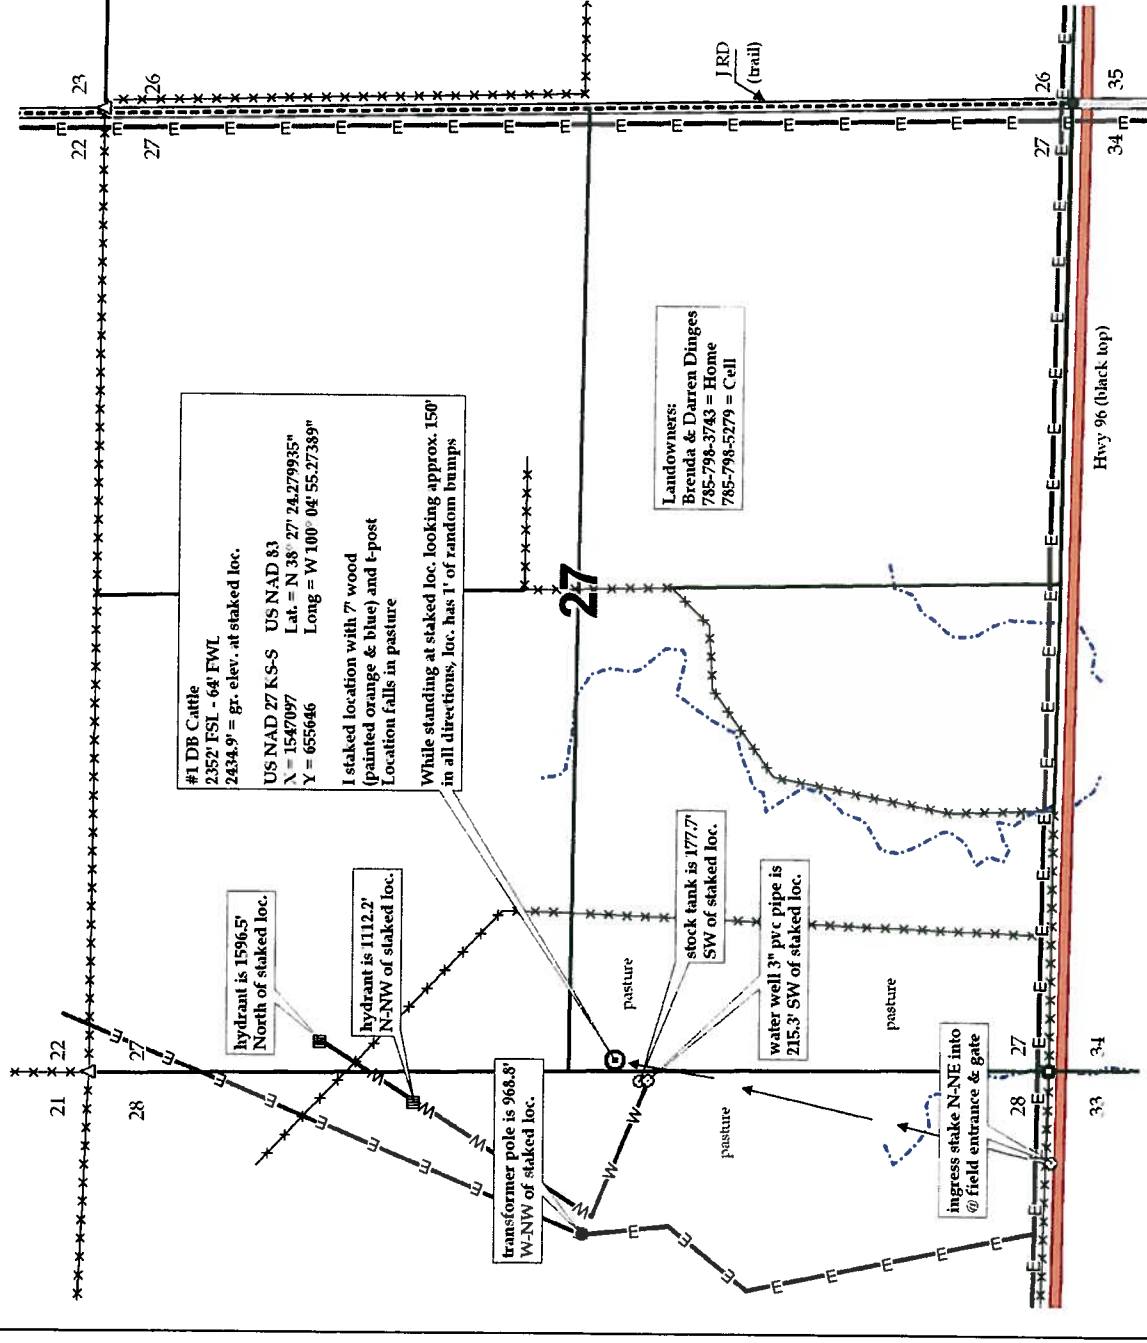 #1 DB Cattle
2352' FSL - 64' FWL
2434.9' = gr. elev. at staked loc.
US NAD 27 KS-S US NAD 83
X = 1547097 Lat. = N 38° 27' 24.279935"
Y = 655646 Long = W 100° 04' 55.27389"
I staked location with 7' wood
(painted orange & blue) and t-post
Location falls in pasture
While standing at staked loc. looking approx. 150'
in all directions, loc. has 1' of random bumps
hydrant is 1596.5'
North of staked loc.
hydrant is 1112.2'
N-NW of staked loc.
transformer pole is 968.8'
W-NW of staked loc.
stock tank is 177.7'
SW of staked loc.
water well 3" pvc pipe is
215.3' SW of staked loc.
ingress stake N-NE into
@ field entrance & gate
Landowners:
Brenda & Darren Dinges
785-798-3743 = Home
785-798-5279 = Cell
27
pasture
pasture
pasture
J RD
(trail)
Hwy 96 (black top)
21 22
28 27
22 23
27 26
28 27
33 34
27 26
34 35
E
W